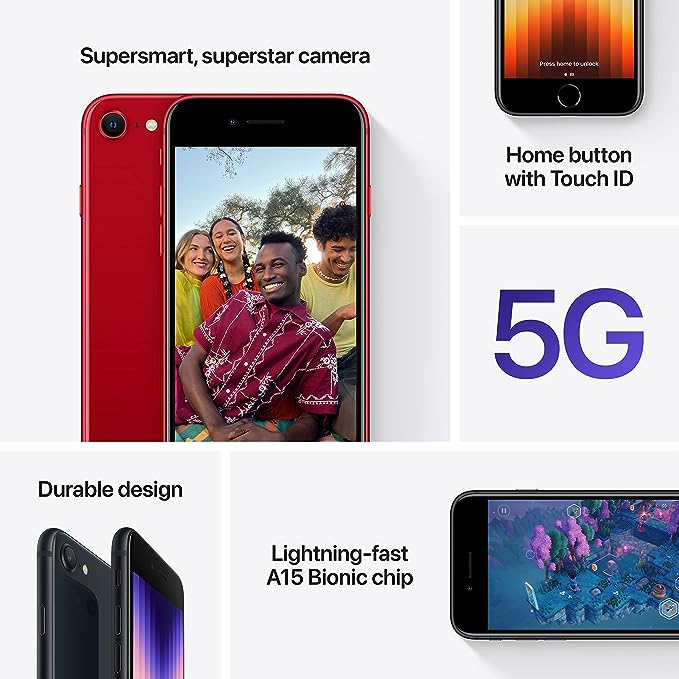 Supersmart, superstar camera
Press home to unlock
Home button
with Touch ID
5G
Durable design
Lightning-fast
A15 Bionic chip